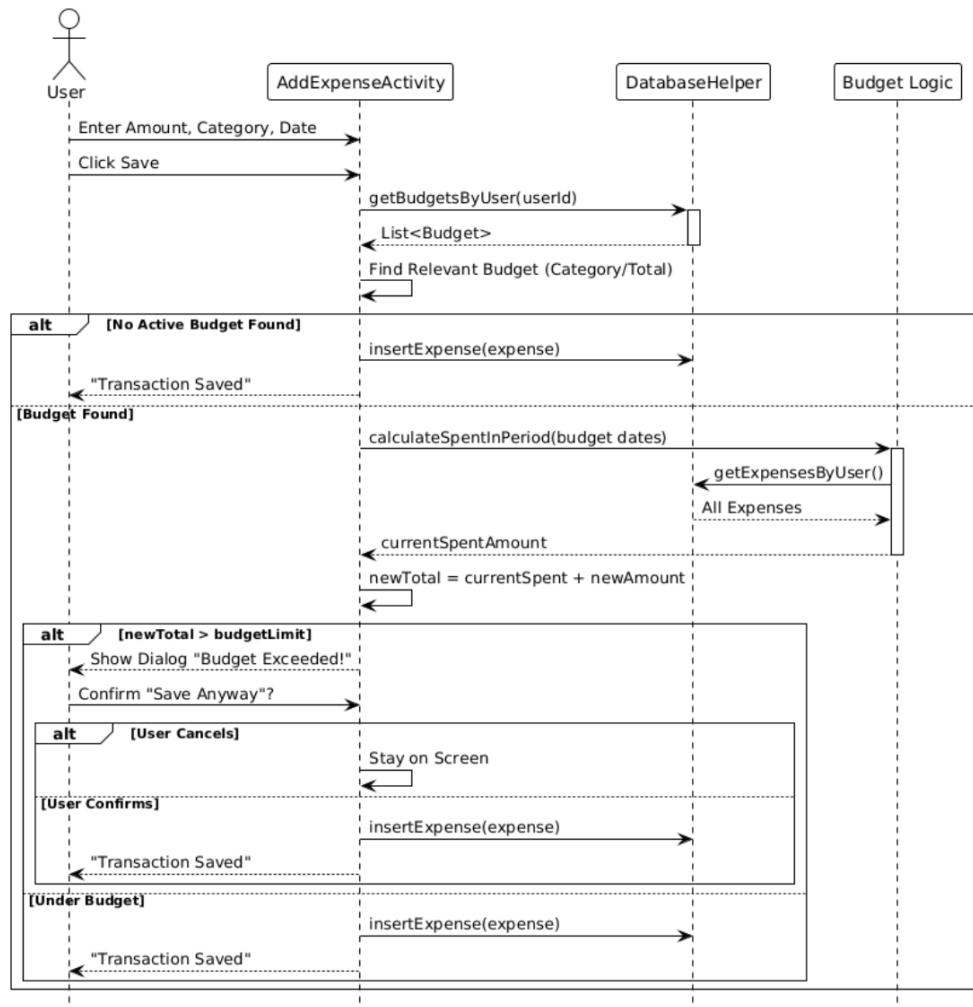 User
AddExpenseActivity
DatabaseHelper
Budget Logic
Enter Amount, Category, Date
Click Save
getBudgetsByUser(userId)
List<Budget>
Find Relevant Budget (Category/Total)
alt
[No Active Budget Found]
insertExpense(expense)
"Transaction Saved"
[Budget Found]
calculateSpentInPeriod(budget dates)
getExpensesByUser()
All Expenses
currentSpentAmount
newTotal = currentSpent + newAmount
alt
[newTotal > budgetLimit]
Show Dialog "Budget Exceeded!"
Confirm "Save Anyway"?
alt
[User Cancels]
Stay on Screen
[User Confirms]
insertExpense(expense)
"Transaction Saved"
[Under Budget]
insertExpense(expense)
"Transaction Saved"